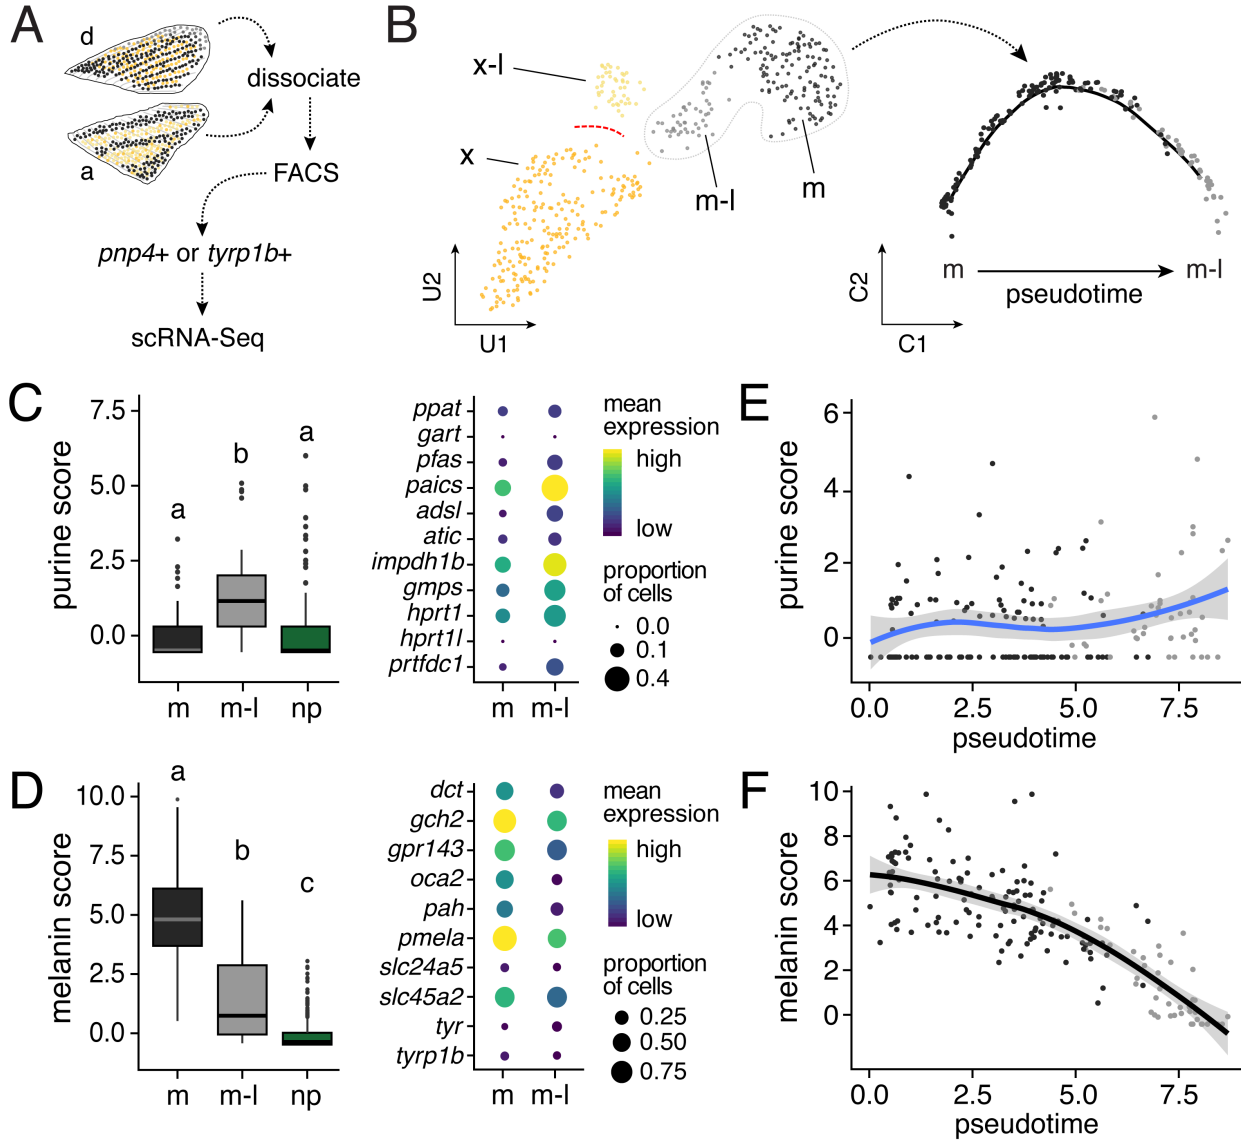 A
d
a
dissociate
FACS
pnp4+ or tyrp1b+
scRNA-Seq
B
x-l
x
m-l
m
U2
U1
C2
C1
m
m-l
pseudotime
C
purine score
7.5
5.0
2.5
0.0
a
b
a
m
m-l
np
ppat
gart
pfas
paics
adsl
atic
impdh1b
gmps
hprt1
hprt1l
prtfdc1
m
m-l
mean
expression
high
low
proportion
of cells
0.0
0.1
0.4
E
purine score
6
4
2
0
0.0
2.5
5.0
7.5
pseudotime
D
melanin score
10.0
7.5
5.0
2.5
0.0
a
b
c
m
m-l
np
dct
gch2
gpr143
oca2
pah
pmela
slc24a5
slc45a2
tyr
tyrp1b
m
m-l
mean
expression
high
low
proportion
of cells
0.25
0.50
0.75
F
melanin score
10
8
6
4
2
0
0.0
2.5
5.0
7.5
pseudotime